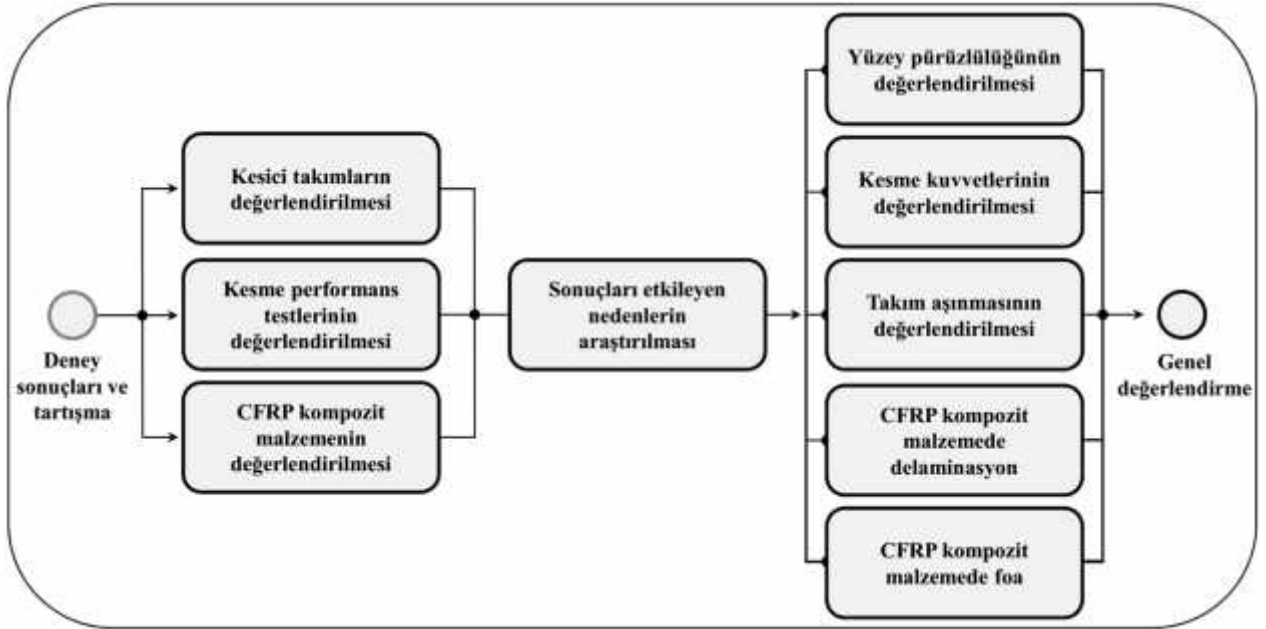 Deney
sonuçları ve
tartışma
Kesici takımların
değerlendirilmesi
Kesme performans
testlerinin
değerlendirilmesi
CFRP kompozit
malzemenin
değerlendirilmesi
Sonuçları etkileyen
nedenlerin
araştırılması
Yüzey pürüzlülüğünün
değerlendirilmesi
Kesme kuvvetlerinin
değerlendirilmesi
Takım aşınmasının
değerlendirilmesi
CFRP kompozit
malzemede
delaminasyon
CFRP kompozit
malzemede foa
Genel
değerlendirme